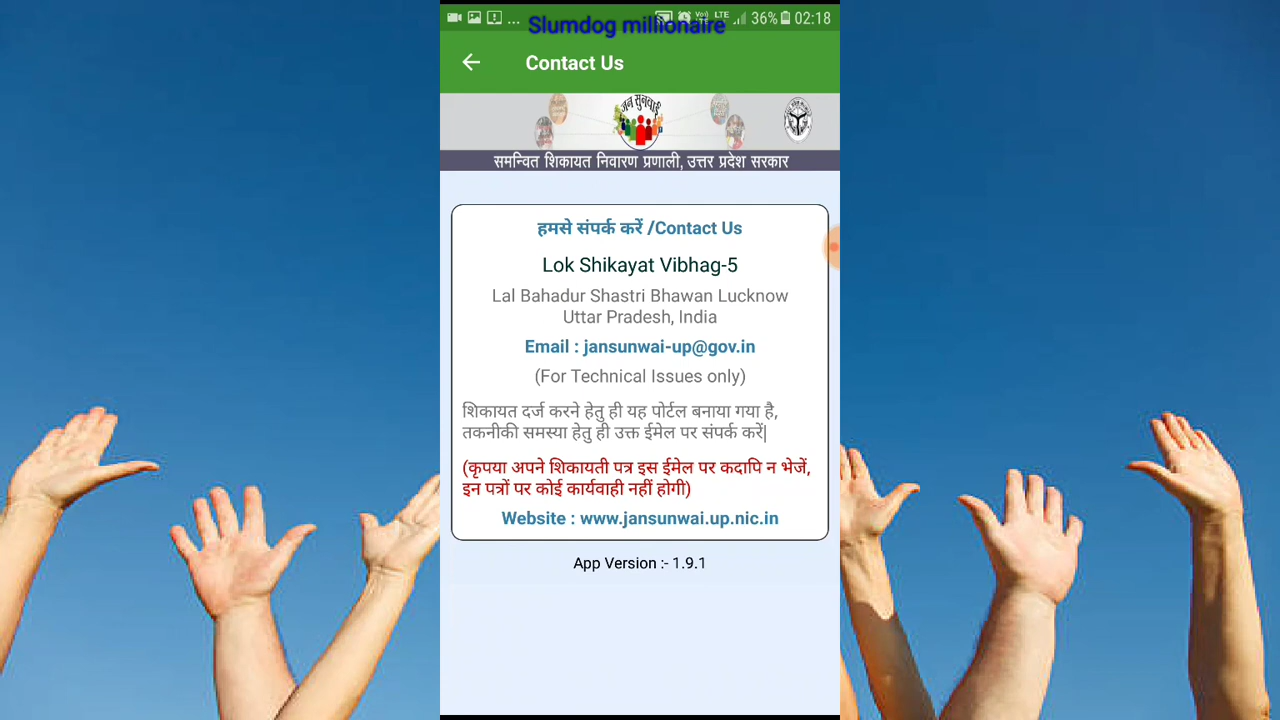 ... LTE 36% 02:18
Slumdog millionaire
Contact Us
जन सुनवाई
समन्वित शिकायत निवारण प्रणाली, उत्तर प्रदेश सरकार
हमसे संपर्क करें /Contact Us
Lok Shikayat Vibhag-5
Lal Bahadur Shastri Bhawan Lucknow
Uttar Pradesh, India
Email : jansunwai-up@gov.in
(For Technical Issues only)
शिकायत दर्ज करने हेतु ही यह पोर्टल बनाया गया है,
तकनीकी समस्या हेतु ही उक्त ईमेल पर संपर्क करें|
(कृपया अपने शिकायती पत्र इस ईमेल पर कदापि न भेजें,
इन पत्रों पर कोई कार्यवाही नहीं होगी)
Website : www.jansunwai.up.nic.in
App Version :- 1.9.1